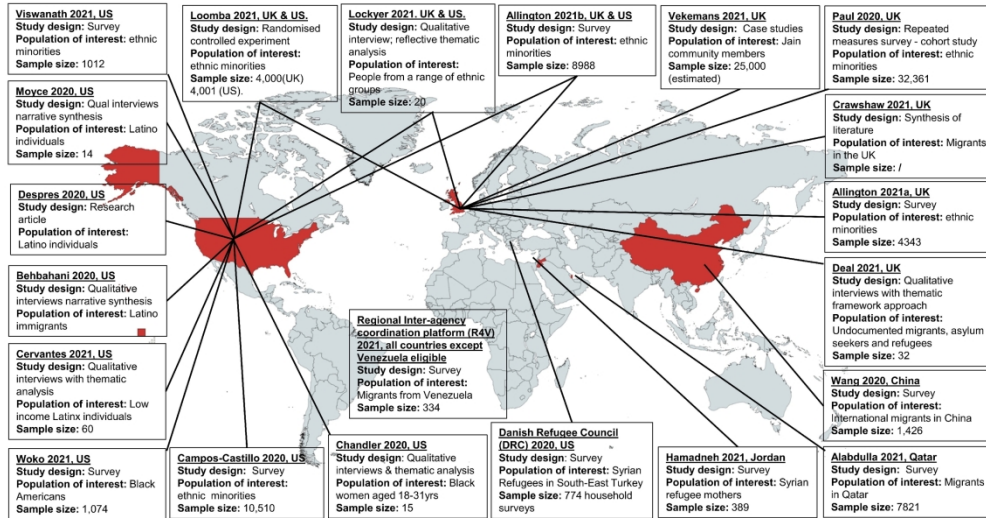 Viswanath 2021, US
Study design: Survey
Population of interest: ethnic
minorities
Sample size: 1012
Loomba 2021, UK & US.
Study design: Randomised
controlled experiment
Population of interest:
ethnic minorities
Sample size: 4,000(UK)
4,001 (US).
Lockyer 2021. UK & US.
Study design: Qualitative
interview; reflective thematic
analysis
Population of interest:
People from a range of ethnic
groups
Sample size: 20
Allington 2021b, UK & US
Study design: Survey
Population of interest:
ethnic minorities
Sample size: 8988
Vekemans 2021, UK
Study design: Case studies
Population of interest: Jain
community members
Sample size: 25,000
(estimated)
Paul 2020, UK
Study design: Repeated
measures survey - cohort study
Population of interest: ethnic
minorities
Sample size: 32,361
Moyce 2020, US
Study design: Qual interviews
narrative synthesis
Population of interest: Latino
individuals
Sample size: 14
Crawshaw 2021, UK
Study design: Synthesis of
literature
Population of interest: Migrants
in the UK
Sample size: /
Despres 2020, US
Study design: Research
article
Population of interest:
Latino individuals
Allington 2021a, UK
Study design: Survey
Population of interest: ethnic
minorities
Sample size: 4343
Behbahani 2020, US
Study design: Qualitative
interviews narrative synthesis
Population of interest: Latino
immigrants
Deal 2021, UK
Study design: Qualitative
interviews with thematic
framework approach
Population of interest:
Undocumented migrants, asylum
seekers and refugees
Sample size: 32
Regional Inter-agency
coordination platform (R4V)
2021, all countries except
Venezuela eligible
Study design: Survey
Population of interest:
Migrants from Venezuela
Sample size: 334
Cervantes 2021, US
Study design: Qualitative
interviews with thematic
analysis
Population of interest: Low
income Latinx individuals
Sample size: 60
Wang 2020, China
Study design: Survey
Population of interest:
International migrants in China
Sample size: 1,426
Woko 2021, US
Study design: Survey
Population of interest: Black
Americans
Sample size: 1,074
Campos-Castillo 2020, US
Study design: Survey
Population of interest:
ethnic minorities
Sample size: 10,510
Chandler 2020, US
Study design: Qualitative
interviews & thematic analysis
Population of interest: Black
women aged 18-31yrs
Sample size: 15
Danish Refugee Council
(DRC) 2020, US
Study design: Survey
Population of interest: Syrian
Refugees in South-East Turkey
Sample size: 774 household
surveys
Hamadneh 2021, Jordan
Study design: Survey
Population of interest: Syrian
refugee mothers
Sample size: 389
Alabdulla 2021, Qatar
Study design: Survey
Population of interest: Migrants
in Qatar
Sample size: 7821